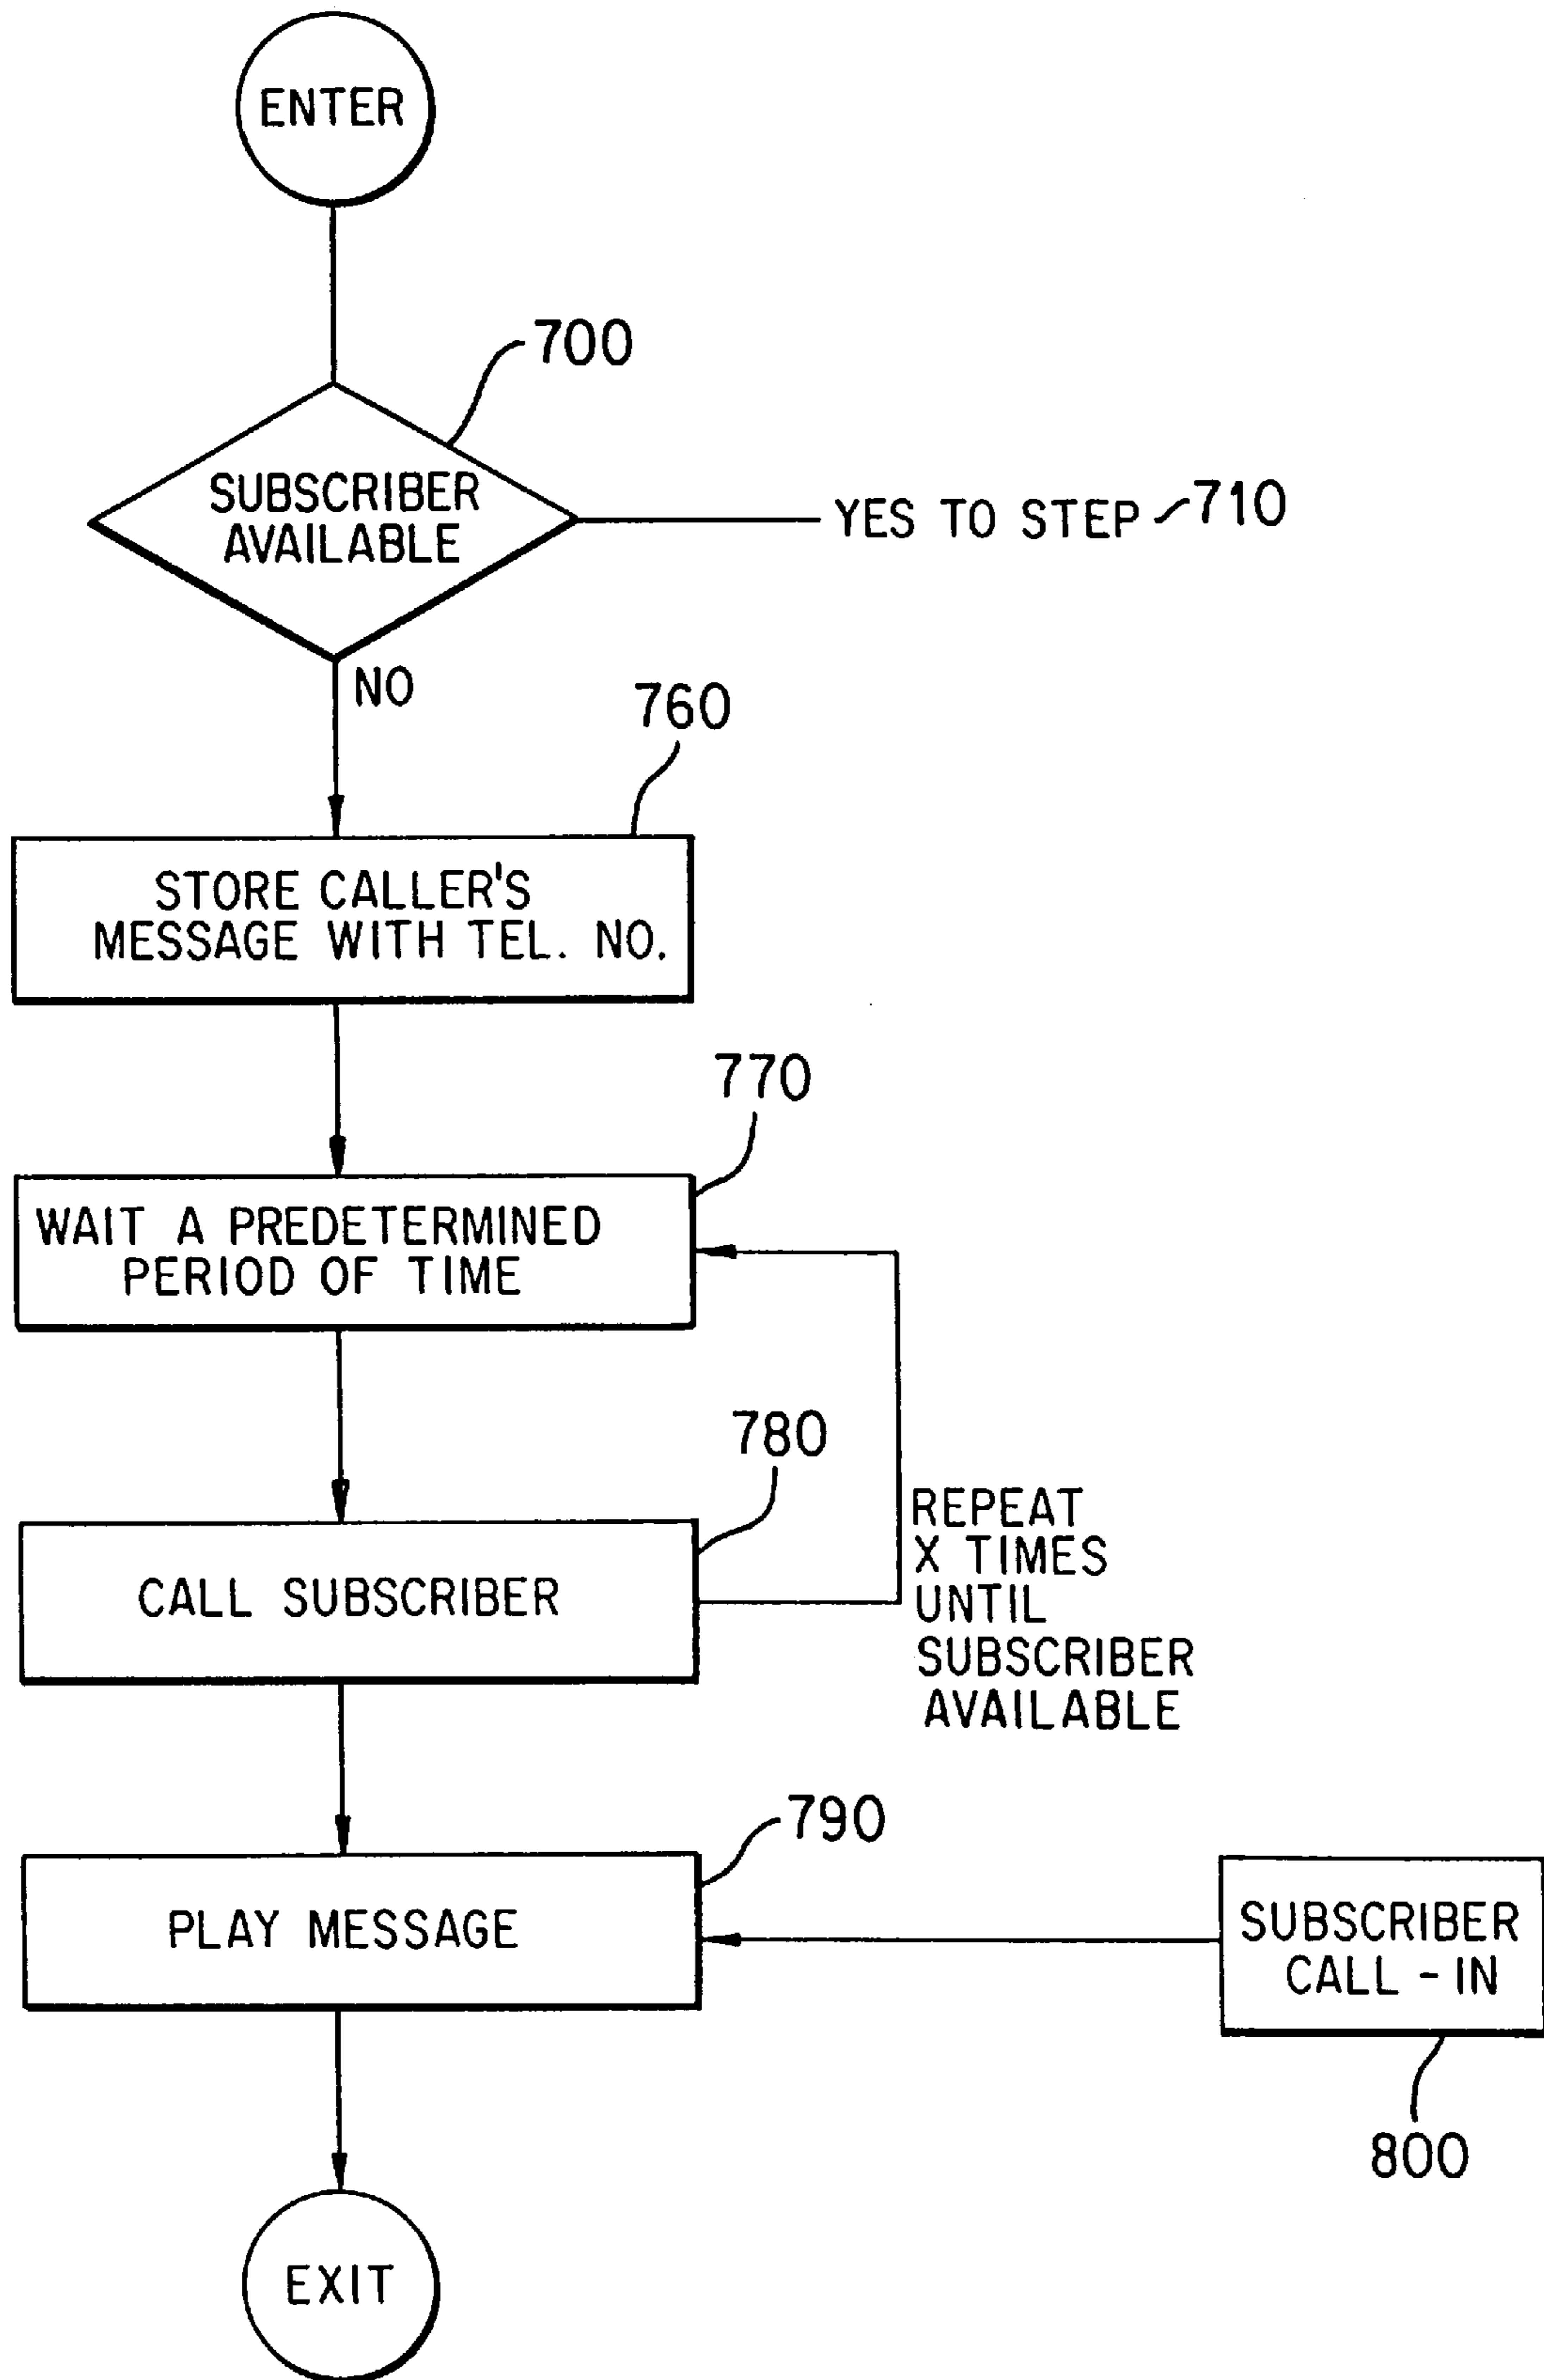 ENTER
700
SUBSCRIBER
AVAILABLE
YES TO STEP 710
NO
760
STORE CALLER'S
MESSAGE WITH TEL. NO.
770
WAIT A PREDETERMINED
PERIOD OF TIME
780
CALL SUBSCRIBER
REPEAT
X TIMES
UNTIL
SUBSCRIBER
AVAILABLE
790
PLAY MESSAGE
SUBSCRIBER
CALL - IN
800
EXIT